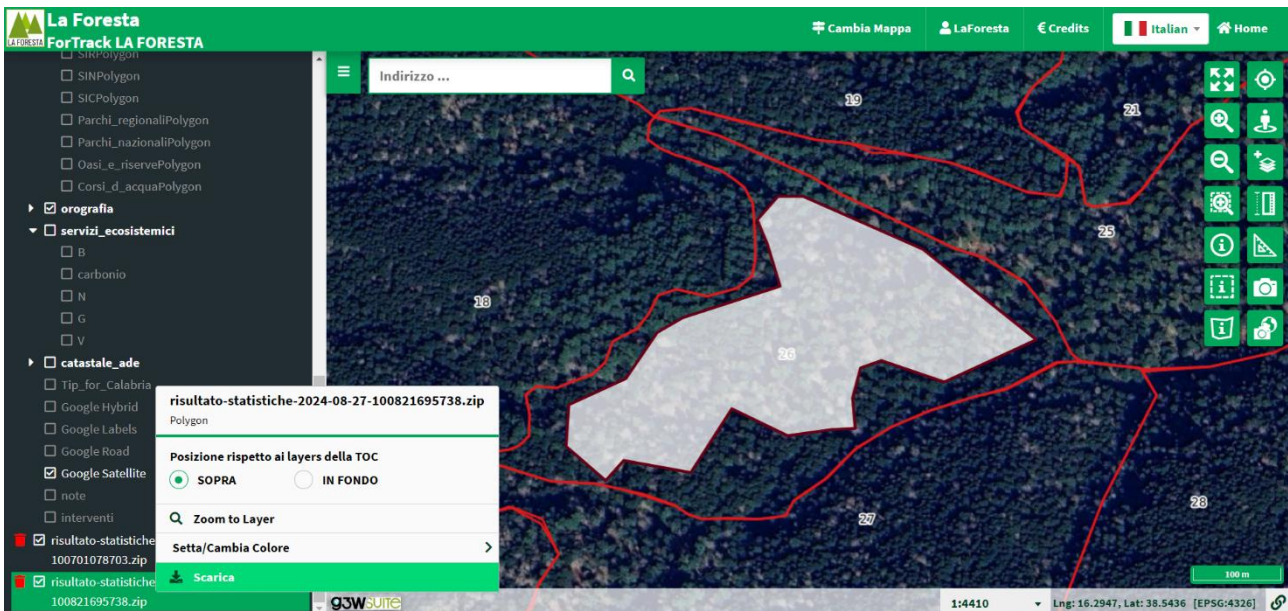 La Foresta
ForTrack LA FORESTA
LA FORESTA
Cambia Mappa
LaForesta
€ Credits
Italian
Home
SIRPolygon
SINPolygon
SICPolygon
Parchi_regionaliPolygon
Parchi_nazionaliPolygon
Oasi_e_riservePolygon
Corsi_d_acquaPolygon
orografia
servizi_ecosistemici
B
carbonio
N
G
V
catastale_ade
Tip_for_Calabria
Google Hybrid
Google Labels
Google Road
Google Satellite
note
interventi
risultato-statistiche
100701078703.zip
risultato-statistiche
100821695738.zip
risultato-statistiche-2024-08-27-100821695738.zip
Polygon
Posizione rispetto ai layers della TOC
SOPRA
IN FONDO
Zoom to Layer
Setta/Cambia Colore
Scarica
Indirizzo ...
19
21
25
18
26
27
28
100 m
g3wsuite
1:4410
Lng: 16.2947, Lat: 38.5436 [EPSG:4326]